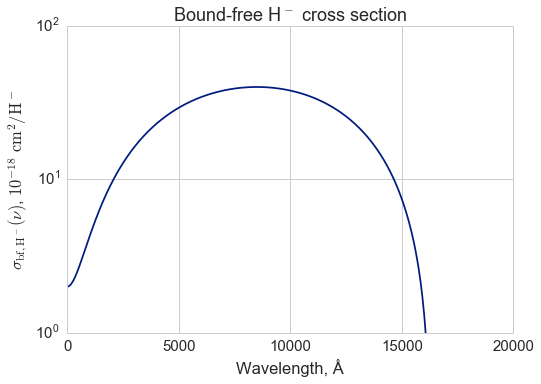 Bound-free H⁻ cross section
10²
10¹
10⁰
σ_bf,H⁻(ν), 10⁻¹⁸ cm²/H⁻
0 5000 10000 15000 20000
Wavelength, Å